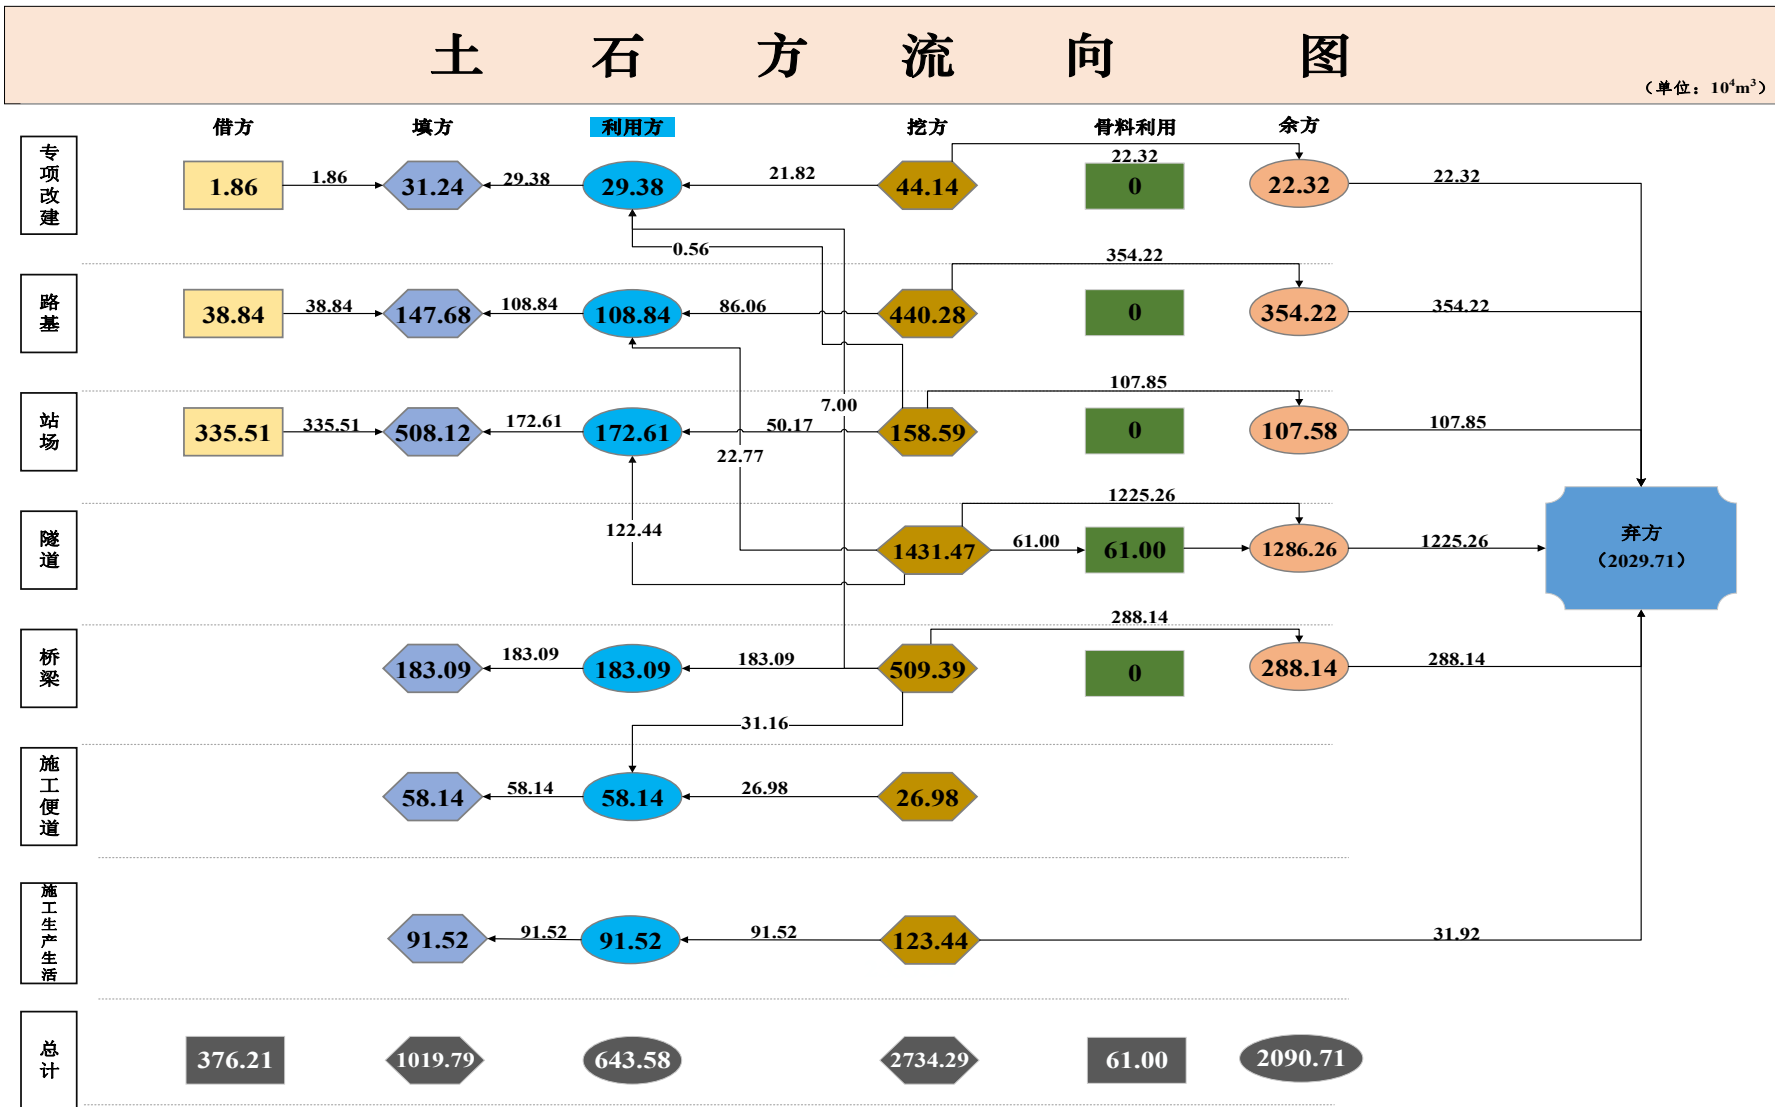 土石方流向图
（单位：10⁴m³）
借方 填方 利用方 挖方 骨料利用 余方
专项改建
1.86 1.86 31.24 29.38 29.38 21.82 44.14 22.32 0 22.32 22.32
0.56
路基
38.84 38.84 147.68 108.84 108.84 86.06 440.28 354.22 0 354.22 354.22
站场
335.51 335.51 508.12 172.61 172.61 50.17 7.00 158.59 107.85 0 107.58 107.85
22.77
隧道
122.44 1431.47 61.00 61.00 1225.26 1286.26 1225.26
弃方
（2029.71）
桥梁
183.09 183.09 183.09 183.09 509.39 288.14 0 288.14 288.14
31.16
施工便道
58.14 58.14 58.14 26.98 26.98
施工生产生活
91.52 91.52 91.52 91.52 123.44 31.92
总计
376.21 1019.79 643.58 2734.29 61.00 2090.71